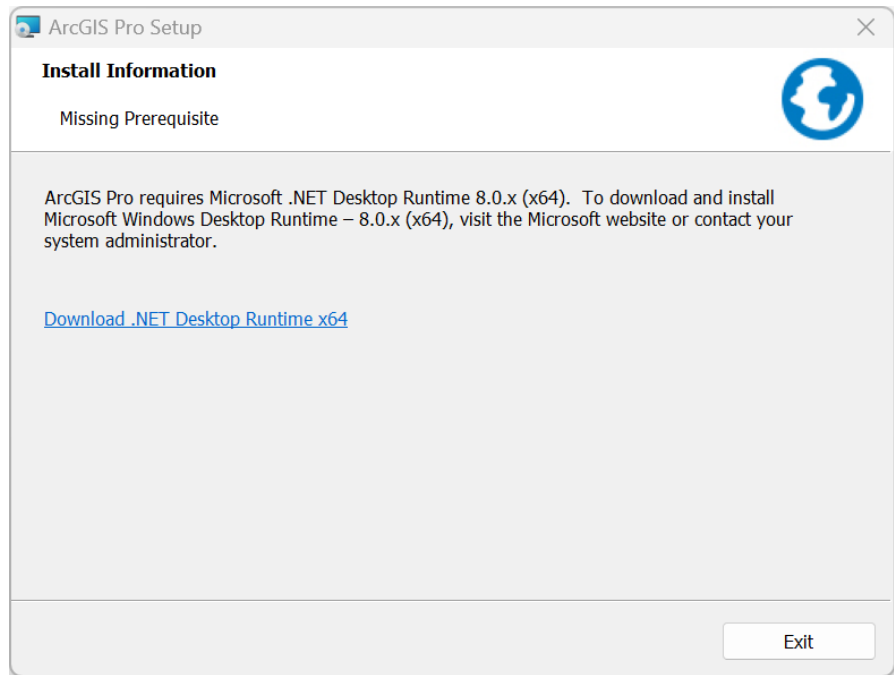 ArcGIS Pro Setup
Install Information
Missing Prerequisite
ArcGIS Pro requires Microsoft .NET Desktop Runtime 8.0.x (x64).  To download and install
Microsoft Windows Desktop Runtime – 8.0.x (x64), visit the Microsoft website or contact your
system administrator.
Download .NET Desktop Runtime x64
Exit